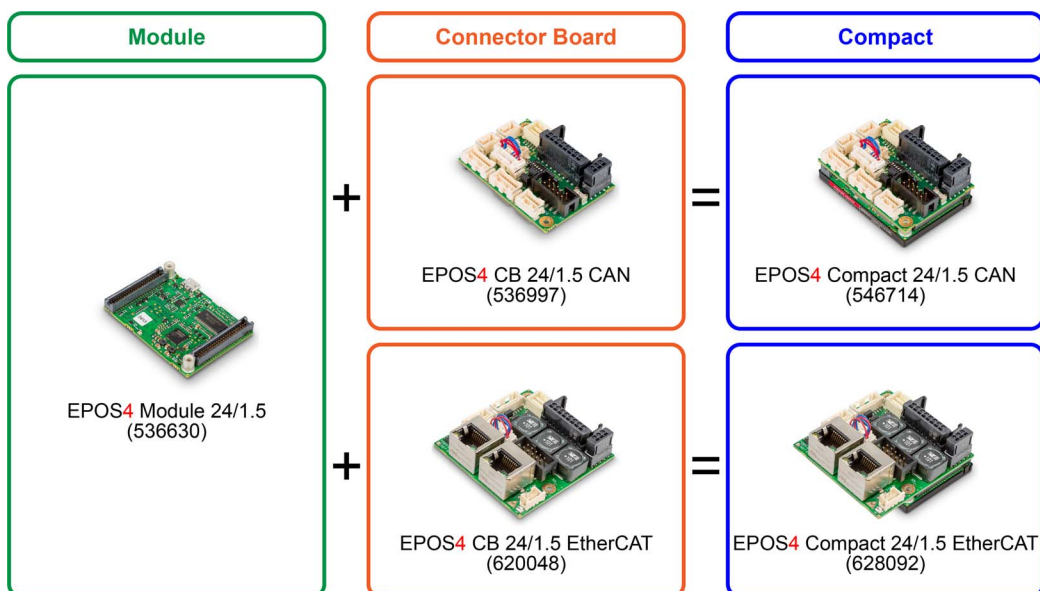 Module
Connector Board
Compact
EPOS4 Module 24/1.5
(536630)
+
EPOS4 CB 24/1.5 CAN
(536997)
=
EPOS4 Compact 24/1.5 CAN
(546714)
+
EPOS4 CB 24/1.5 EtherCAT
(620048)
=
EPOS4 Compact 24/1.5 EtherCAT
(628092)